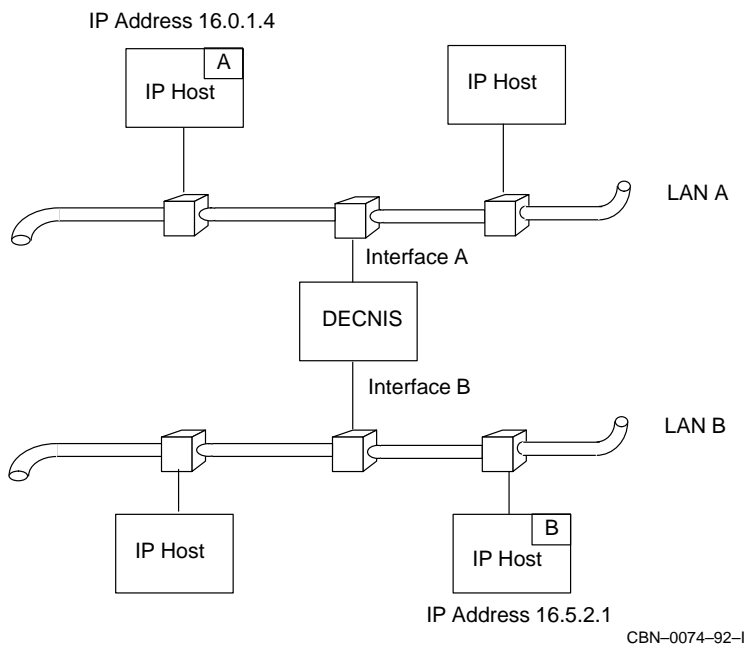 IP Address 16.0.1.4
A
IP Host
IP Host
LAN A
Interface A
DECNIS
Interface B
LAN B
IP Host
B
IP Host
IP Address 16.5.2.1
CBN–0074–92–I